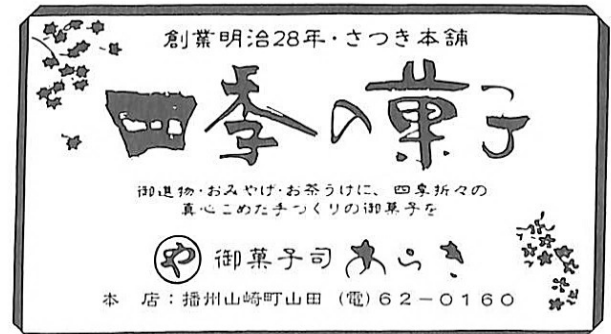 創業明治28年・さつき本舗
四季の菓子
御進物・おみやげ・お茶うけに、四季折々の
真心こめた手つくりの御菓子を
や 御菓子司 あらき
本 店：播州山崎町山田 (電) 62-0160